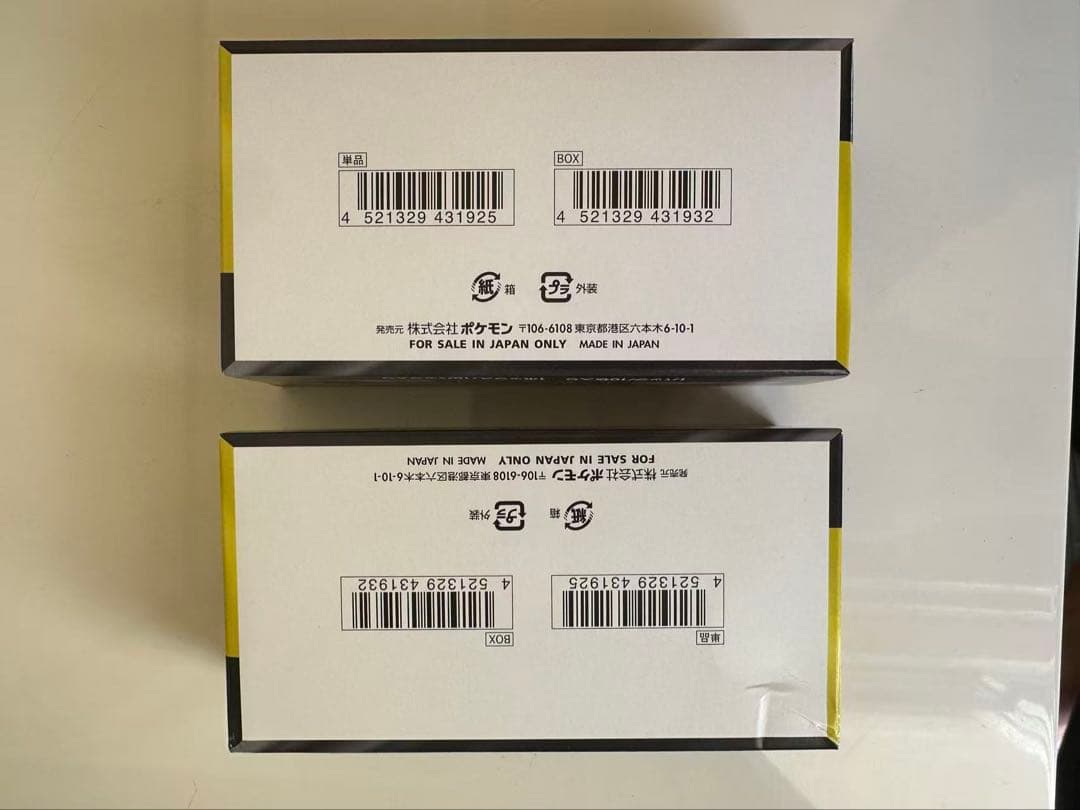 単品
BOX
4 521329 431925
4 521329 431932
紙 箱
プラ 外装
発売元 株式会社ポケモン 〒106-6108 東京都港区六本木6-10-1
FOR SALE IN JAPAN ONLY MADE IN JAPAN
発売元 株式会社ポケモン 〒106-6108 東京都港区六本木6-10-1
FOR SALE IN JAPAN ONLY MADE IN JAPAN
紙 箱
プラ 外装
4 521329 431925
4 521329 431932
単品
BOX